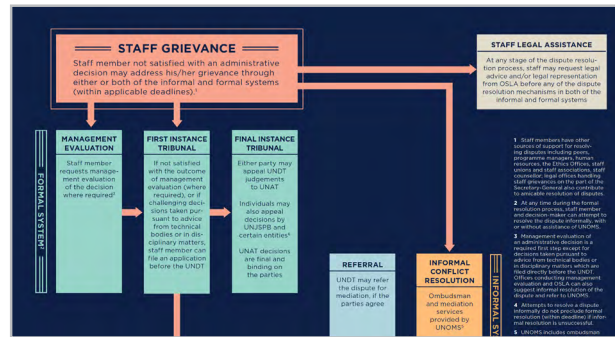 STAFF GRIEVANCE
Staff member not satisfied with an administrative
decision may address his/her grievance through
either or both of the informal and formal systems
(within applicable deadlines).¹
STAFF LEGAL ASSISTANCE
At any stage of the dispute resolu-
tion process, staff may request legal
advice and/or legal representation
from OSLA before any of the dispute
resolution mechanisms in both of the
informal and formal systems
FORMAL SYSTEM
MANAGEMENT
EVALUATION
Staff member
requests manage-
ment evaluation
of the decision
where required³
FIRST INSTANCE
TRIBUNAL
If not satisfied
with the outcome
of management
evaluation (where
required), or if
challenging deci-
sions taken pur-
suant to advice
from technical
bodies or in dis-
ciplinary matters,
staff member can
file an application
before the UNDT
FINAL INSTANCE
TRIBUNAL
Either party may
appeal UNDT
judgements
to UNAT
Individuals may
also appeal
decisions by
UNJSPB and
certain entities⁶
UNAT decisions
are final and
binding on
the parties
REFERRAL
UNDT may refer
the dispute for
mediation, if the
parties agree
INFORMAL
CONFLICT
RESOLUTION
Ombudsman
and mediation
services
provided by
UNOMS⁵
INFORMAL SY
1 Staff members have other
sources of support for resolv-
ing disputes including peers,
programme managers, human
resources, the Ethics Offices, staff
unions and staff associations, staff
counsellor; legal offices handling
staff grievances on the part of the
Secretary-General also contribute
to amicable resolution of disputes.
2 At any time during the formal
resolution process, staff member
and decision-maker can attempt to
resolve the dispute informally, with
or without assistance of UNOMS.
3 Management evaluation of
an administrative decision is a
required first step except for
decisions taken pursuant to
advice from technical bodies or
in disciplinary matters which are
filed directly before the UNDT.
Offices conducting management
evaluation and OSLA can also
suggest informal resolution of the
dispute and refer to UNOMS.
4 Attempts to resolve a dispute
informally do not preclude formal
resolution (within deadline) if infor-
mal resolution is unsuccessful.
5 UNOMS includes ombudsman